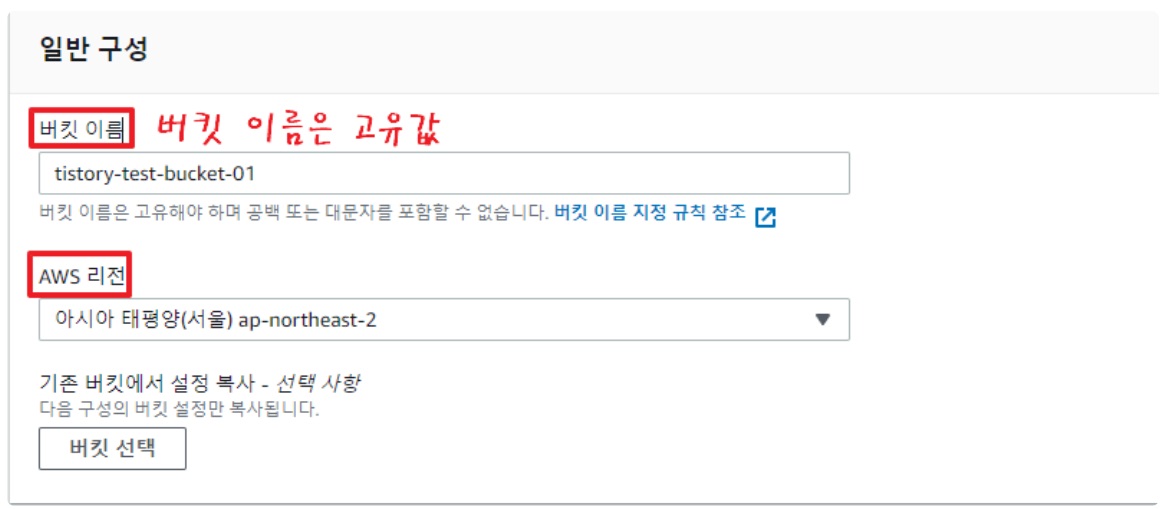 일반 구성
버킷 이름 버킷 이름은 고유값
tistory-test-bucket-01
버킷 이름은 고유해야 하며 공백 또는 대문자를 포함할 수 없습니다. 버킷 이름 지정 규칙 참조
AWS 리전
아시아 태평양(서울) ap-northeast-2
기존 버킷에서 설정 복사 - 선택 사항
다음 구성의 버킷 설정만 복사됩니다.
버킷 선택